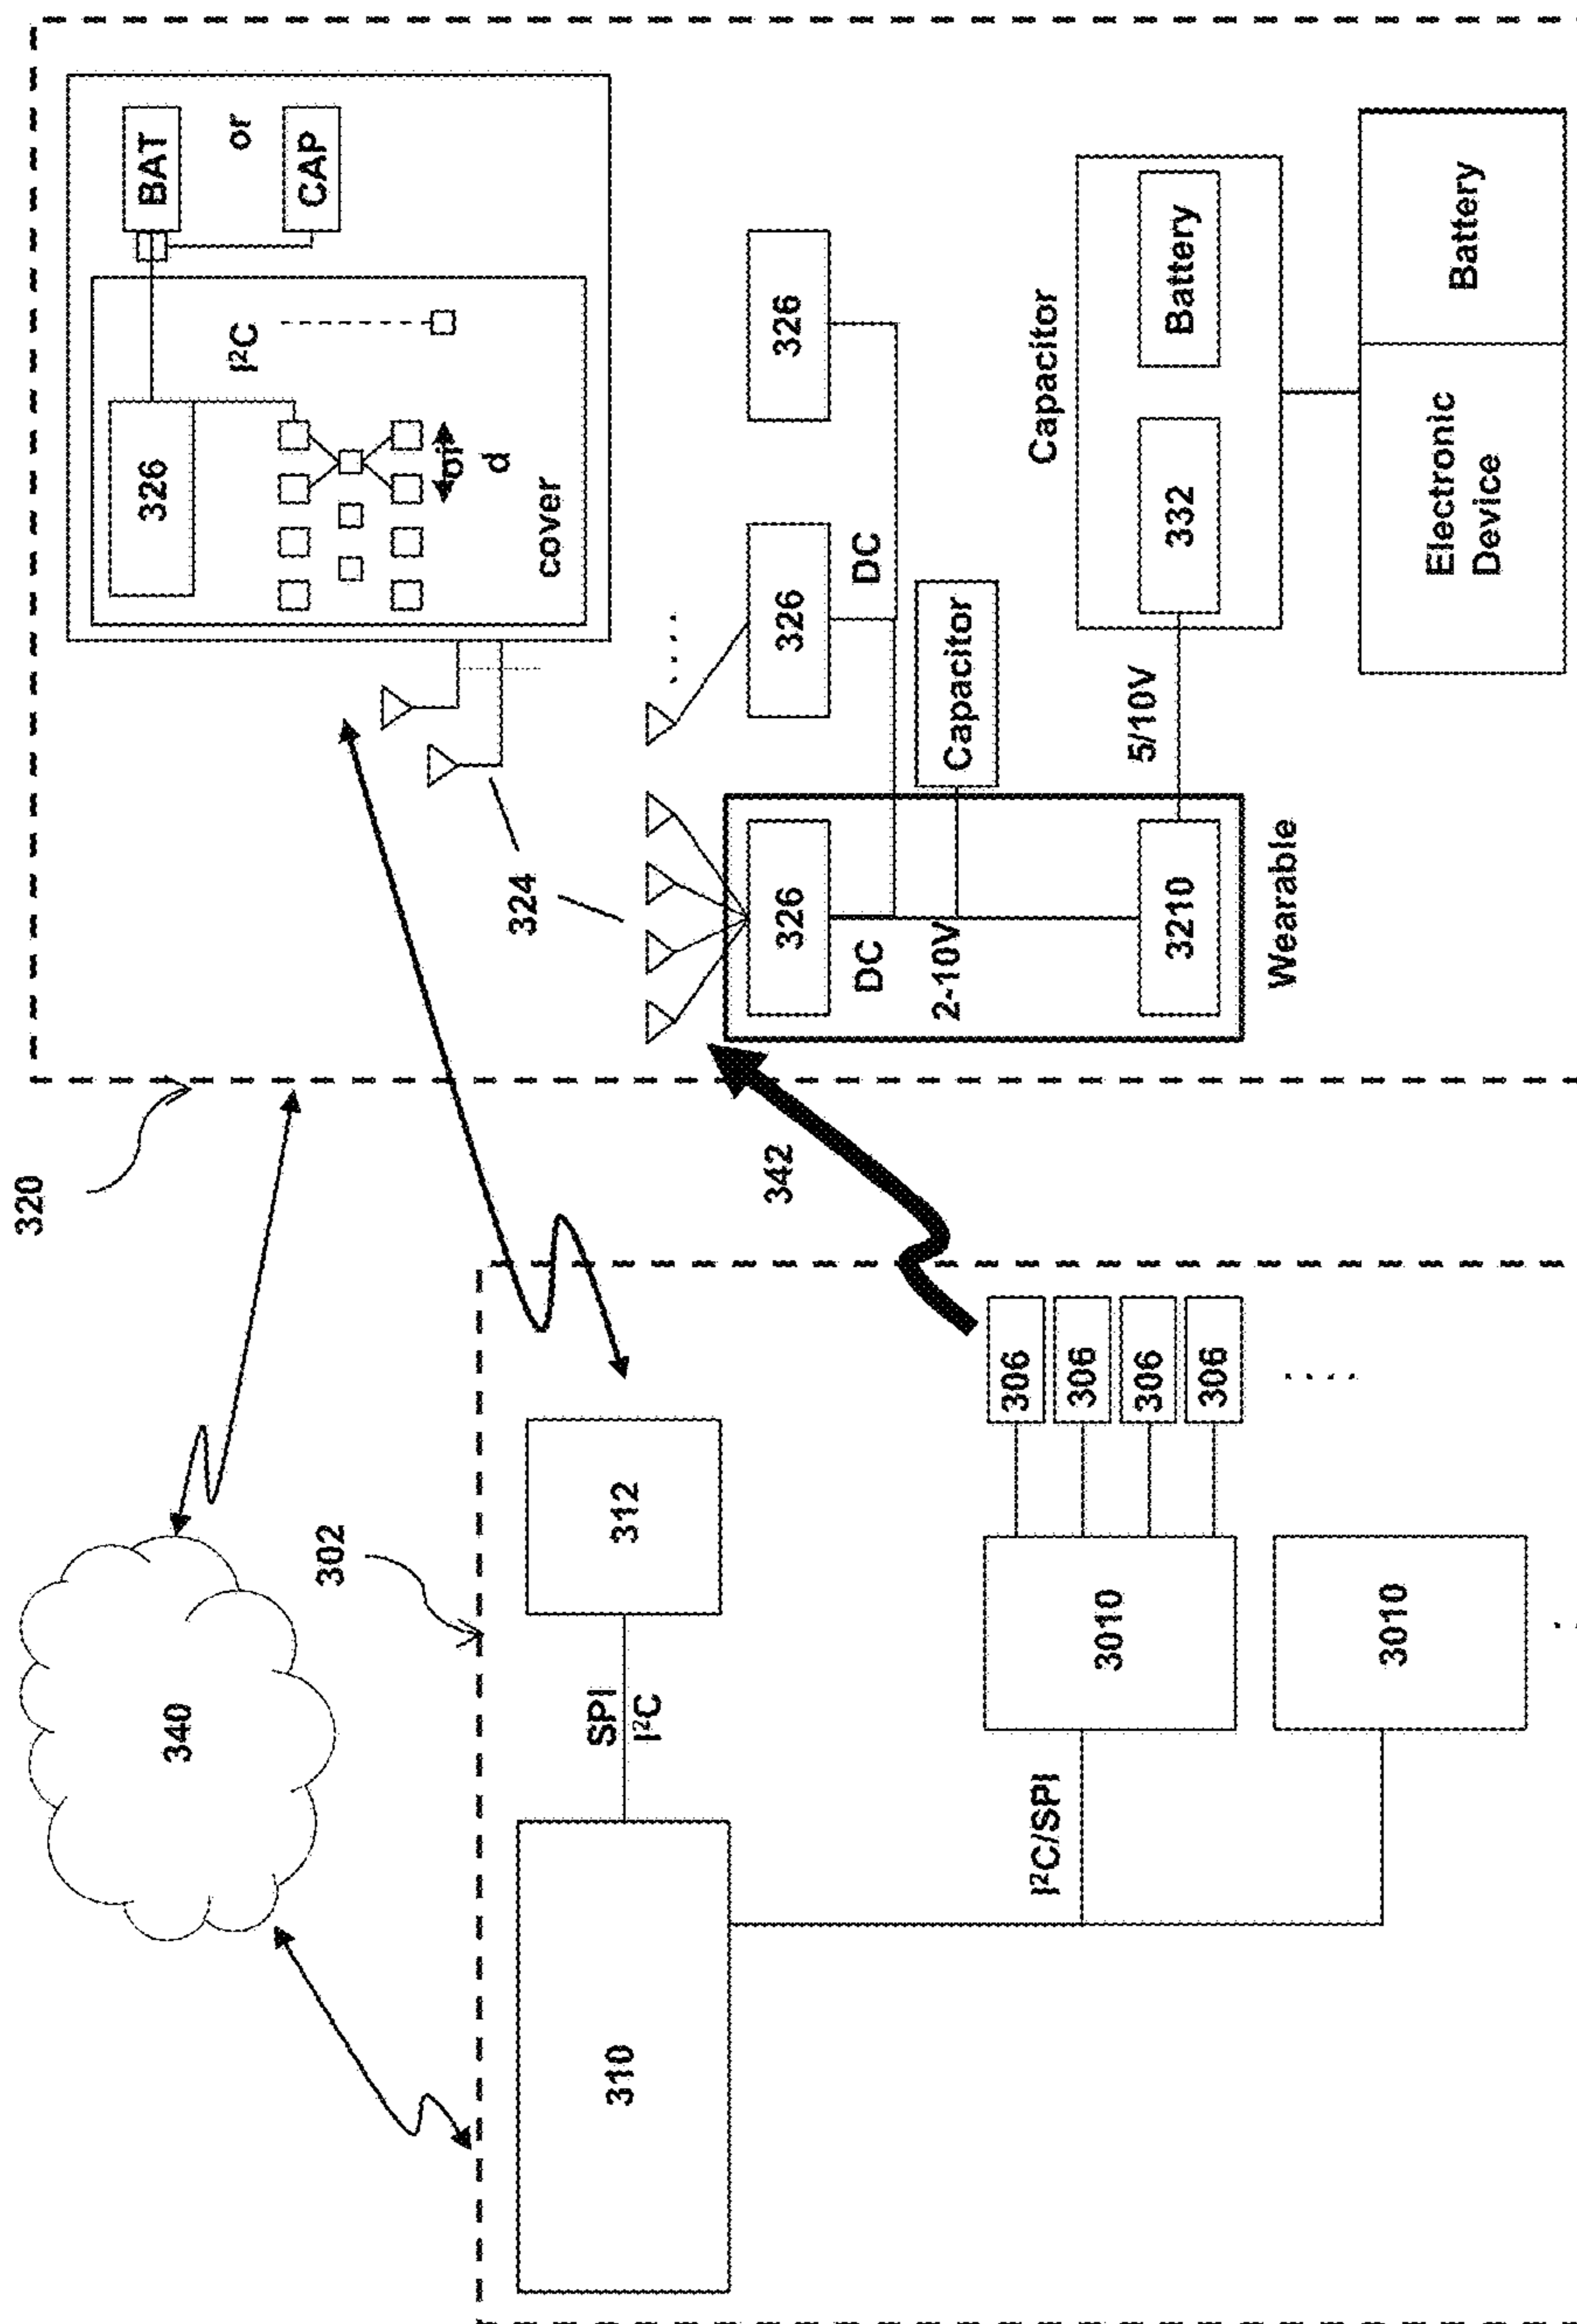 320
BAT
326
340
I²C
or
CAP
302
d
324
cover
SPI
310
312
I²C
342
326
326
326
DC
DC
2-10V
Capacitor
306
I²C/SPI
Capacitor
306
3010
5/10V
306
3210
332
Battery
306
Wearable
3010
Electronic
Device
Battery